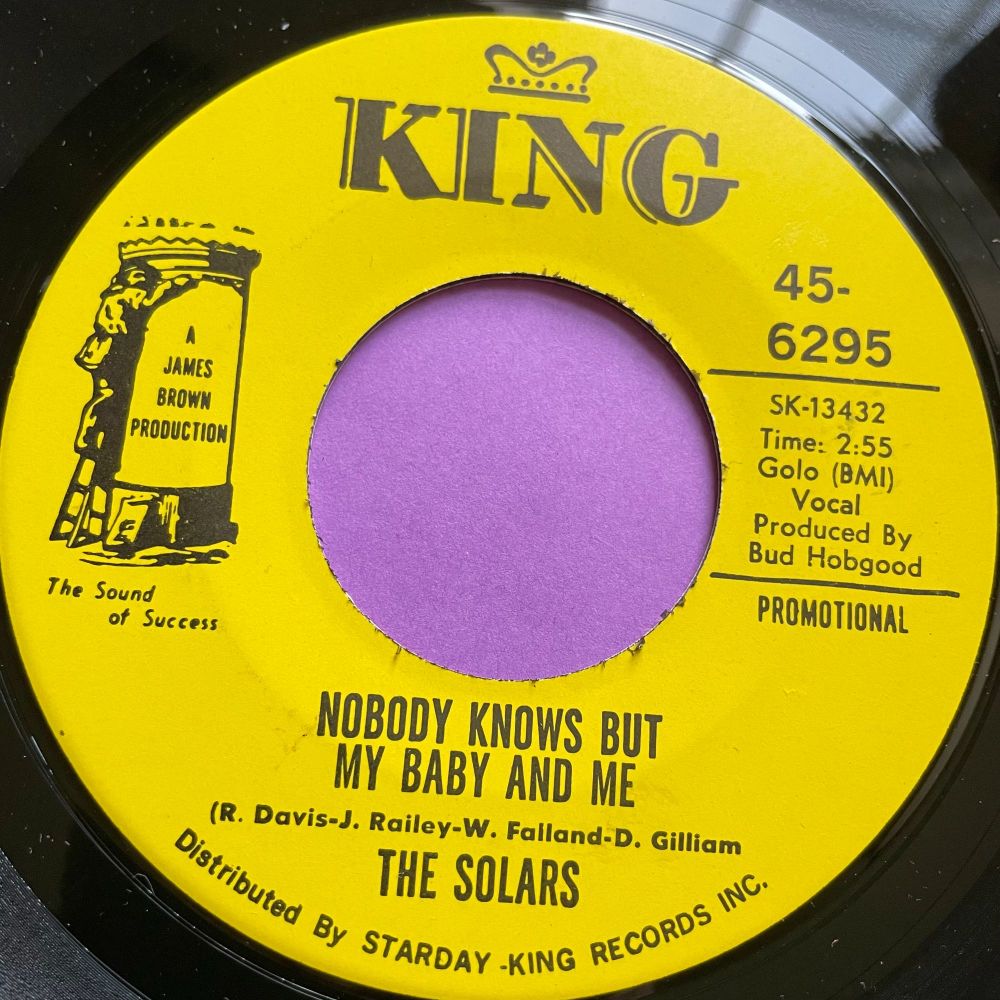 KING
A
JAMES
BROWN
PRODUCTION
The Sound
of Success
45-
6295
SK-13432
Time: 2:55
Golo (BMI)
Vocal
Produced By
Bud Hobgood
PROMOTIONAL
NOBODY KNOWS BUT
MY BABY AND ME
(R. Davis-J. Railey-W. Failand-D. Gilliam
THE SOLARS
Distributed By STARDAY-KING RECORDS INC.